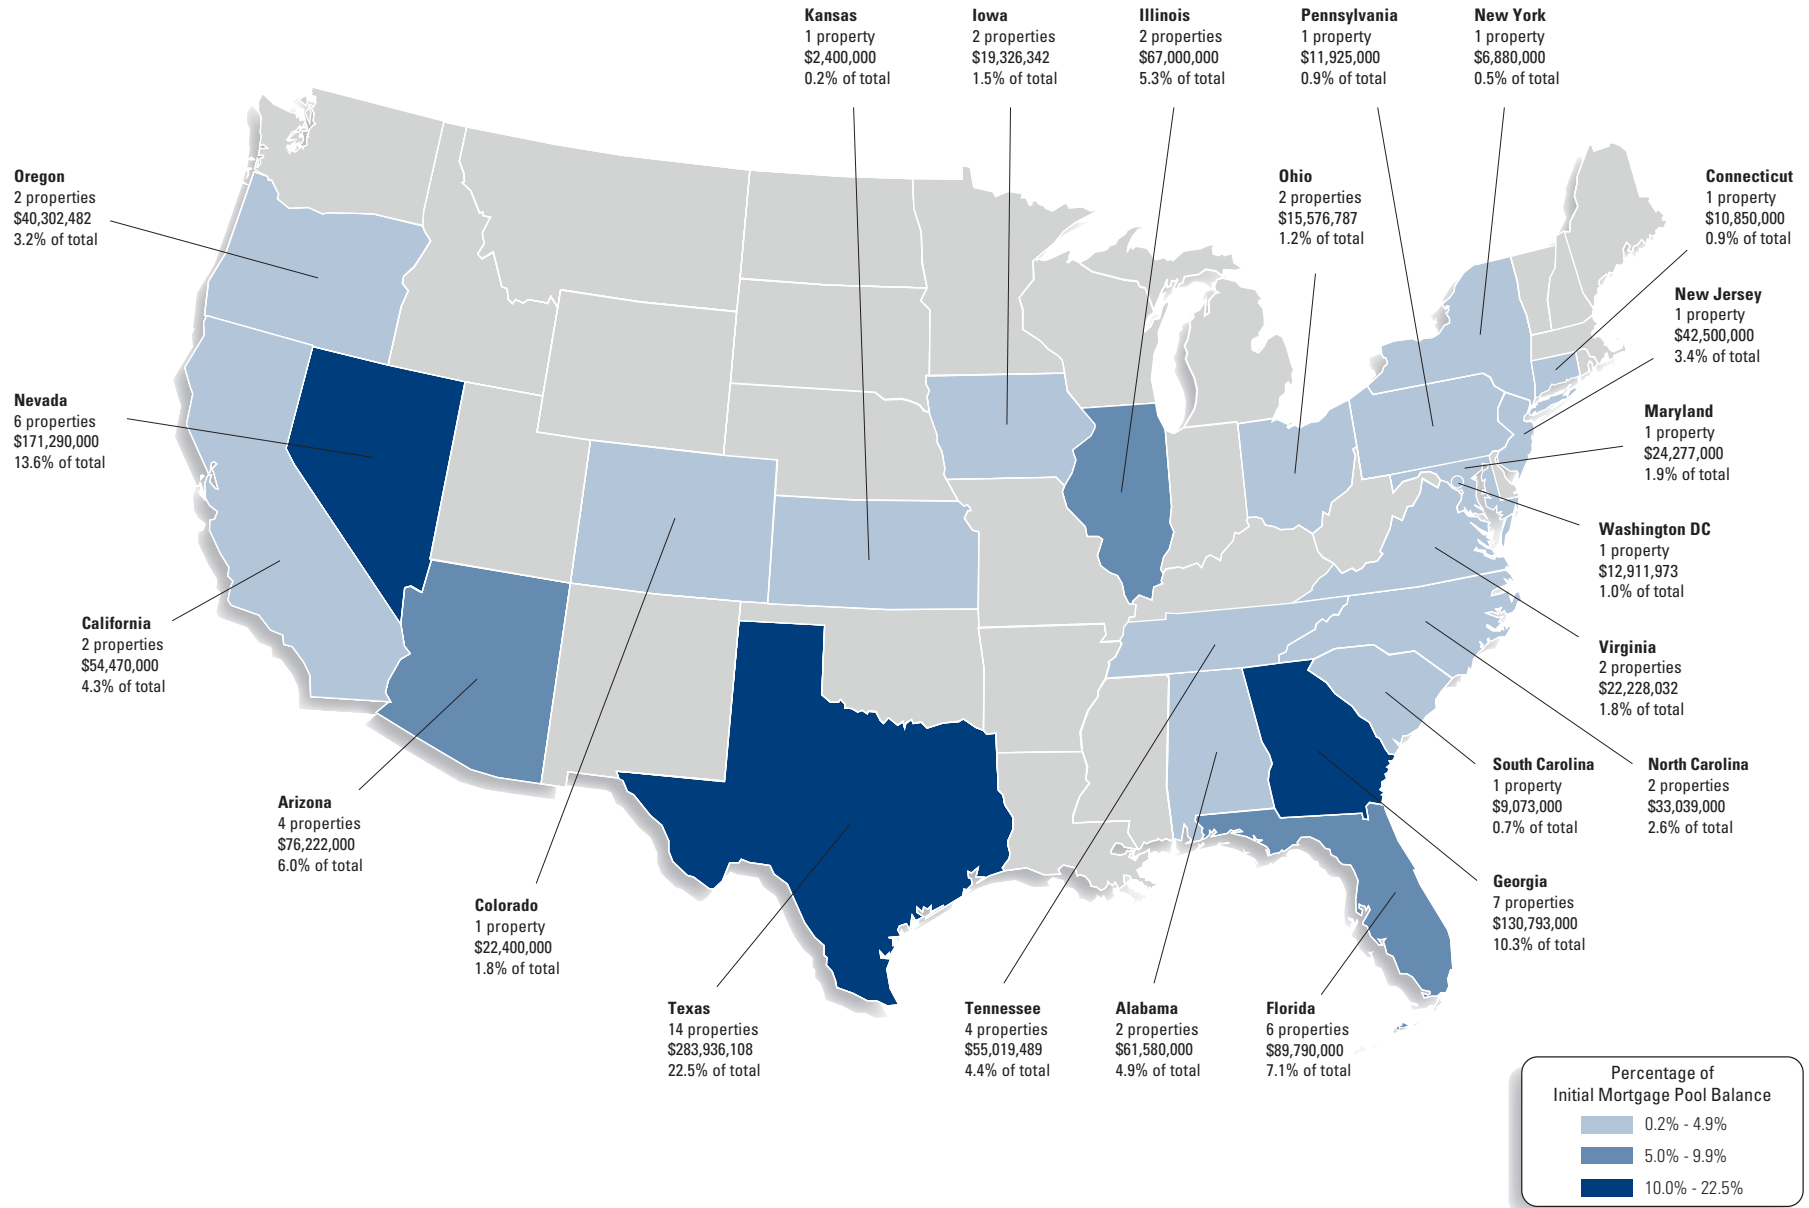 Kansas
1 property
$2,400,000
0.2% of total
Iowa
2 properties
$19,326,342
1.5% of total
Illinois
2 properties
$67,000,000
5.3% of total
Pennsylvania
1 property
$11,925,000
0.9% of total
New York
1 property
$6,880,000
0.5% of total
Oregon
2 properties
$40,302,482
3.2% of total
Ohio
2 properties
$15,576,787
1.2% of total
Connecticut
1 property
$10,850,000
0.9% of total
New Jersey
1 property
$42,500,000
3.4% of total
Nevada
6 properties
$171,290,000
13.6% of total
Maryland
1 property
$24,277,000
1.9% of total
Washington DC
1 property
$12,911,973
1.0% of total
California
2 properties
$54,470,000
4.3% of total
Virginia
2 properties
$22,228,032
1.8% of total
South Carolina
1 property
$9,073,000
0.7% of total
North Carolina
2 properties
$33,039,000
2.6% of total
Arizona
4 properties
$76,222,000
6.0% of total
Georgia
7 properties
$130,793,000
10.3% of total
Colorado
1 property
$22,400,000
1.8% of total
Texas
14 properties
$283,936,108
22.5% of total
Tennessee
4 properties
$55,019,489
4.4% of total
Alabama
2 properties
$61,580,000
4.9% of total
Florida
6 properties
$89,790,000
7.1% of total
Percentage of
Initial Mortgage Pool Balance
0.2% - 4.9%
5.0% - 9.9%
10.0% - 22.5%